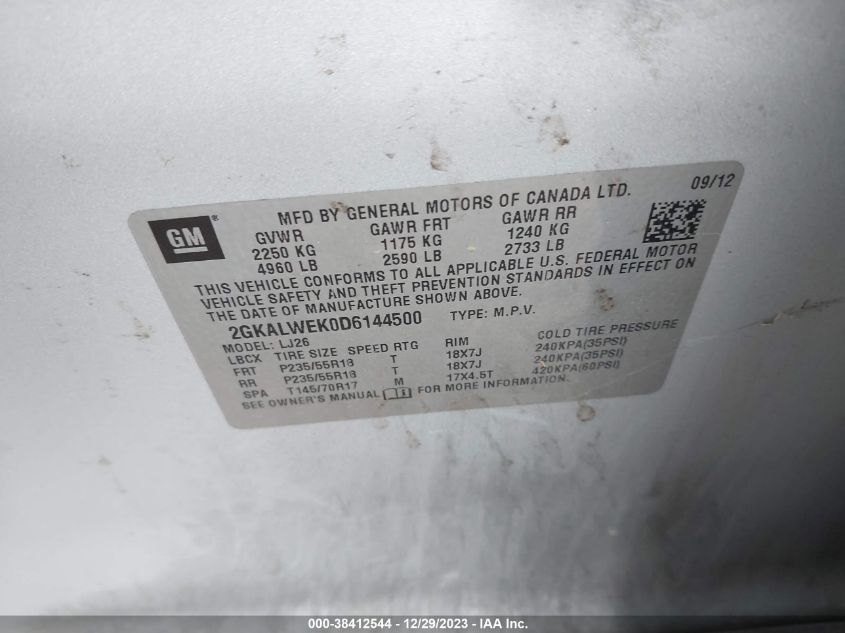 09/12
GM
MFD BY GENERAL MOTORS OF CANADA LTD.
GVWR GAWR FRT GAWR RR
2250 KG 1175 KG 1240 KG
4960 LB 2590 LB 2733 LB
THIS VEHICLE CONFORMS TO ALL APPLICABLE U.S. FEDERAL MOTOR
VEHICLE SAFETY AND THEFT PREVENTION STANDARDS IN EFFECT ON
THE DATE OF MANUFACTURE SHOWN ABOVE.
2GKALWEK0D6144500 TYPE: M.P.V.
MODEL: LJ26
LBCX TIRE SIZE SPEED RTG RIM COLD TIRE PRESSURE
FRT P235/55R18 T 18X7J 240KPA(35PSI)
RR P235/55R18 T 18X7J 240KPA(35PSI)
SPA T145/70R17 M 17X4.5T 420KPA(60PSI)
SEE OWNER'S MANUAL FOR MORE INFORMATION.
000-38412544 - 12/29/2023 - IAA Inc.